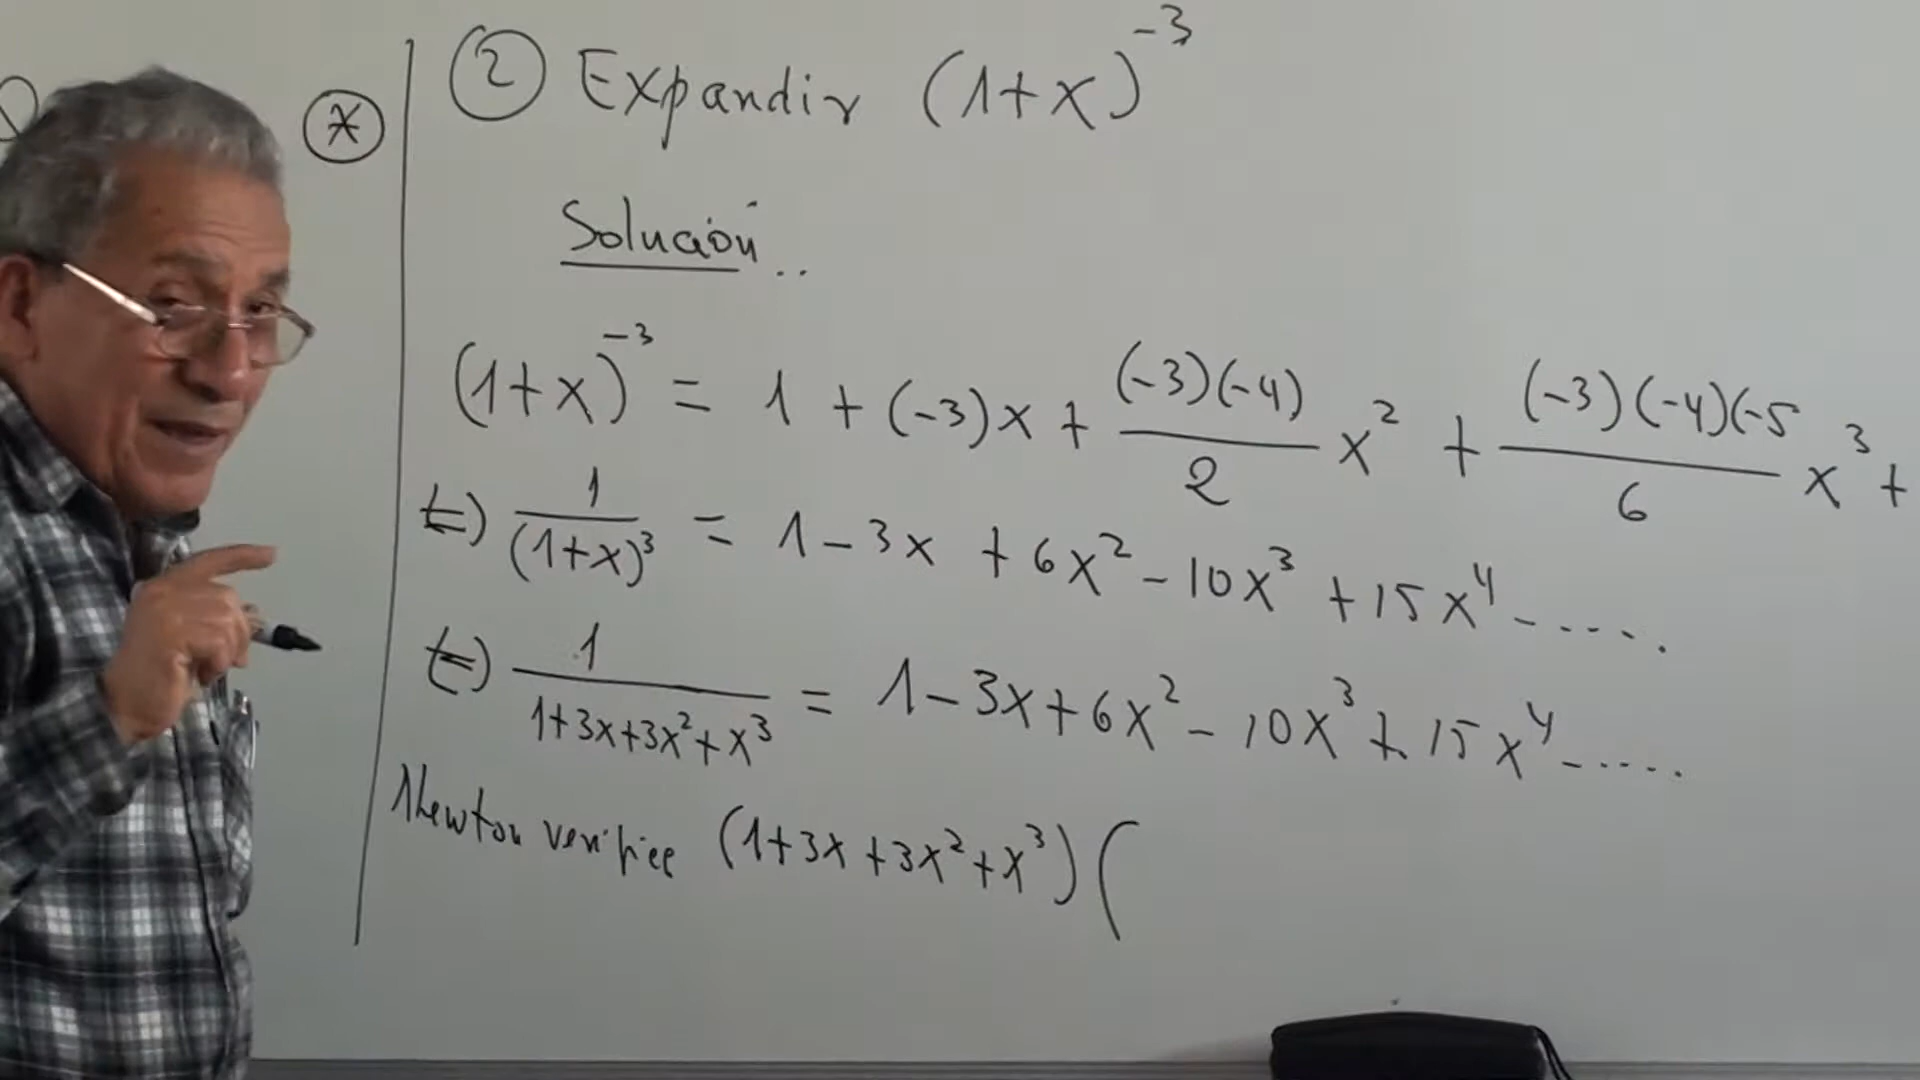 ② Expandir (1+x)^-3
Solución..
(1+x)^-3 = 1 + (-3)x + (-3)(-4)/2 x^2 + (-3)(-4)(-5/6 x^3 +
(=) 1/(1+x)^3 = 1 - 3x + 6x^2 - 10x^3 + 15x^4 - .....
(=) 1/(1+3x+3x^2+x^3) = 1 - 3x + 6x^2 - 10x^3 + 15x^4 - .....
Newton (1+3x+3x^2+x^3)(